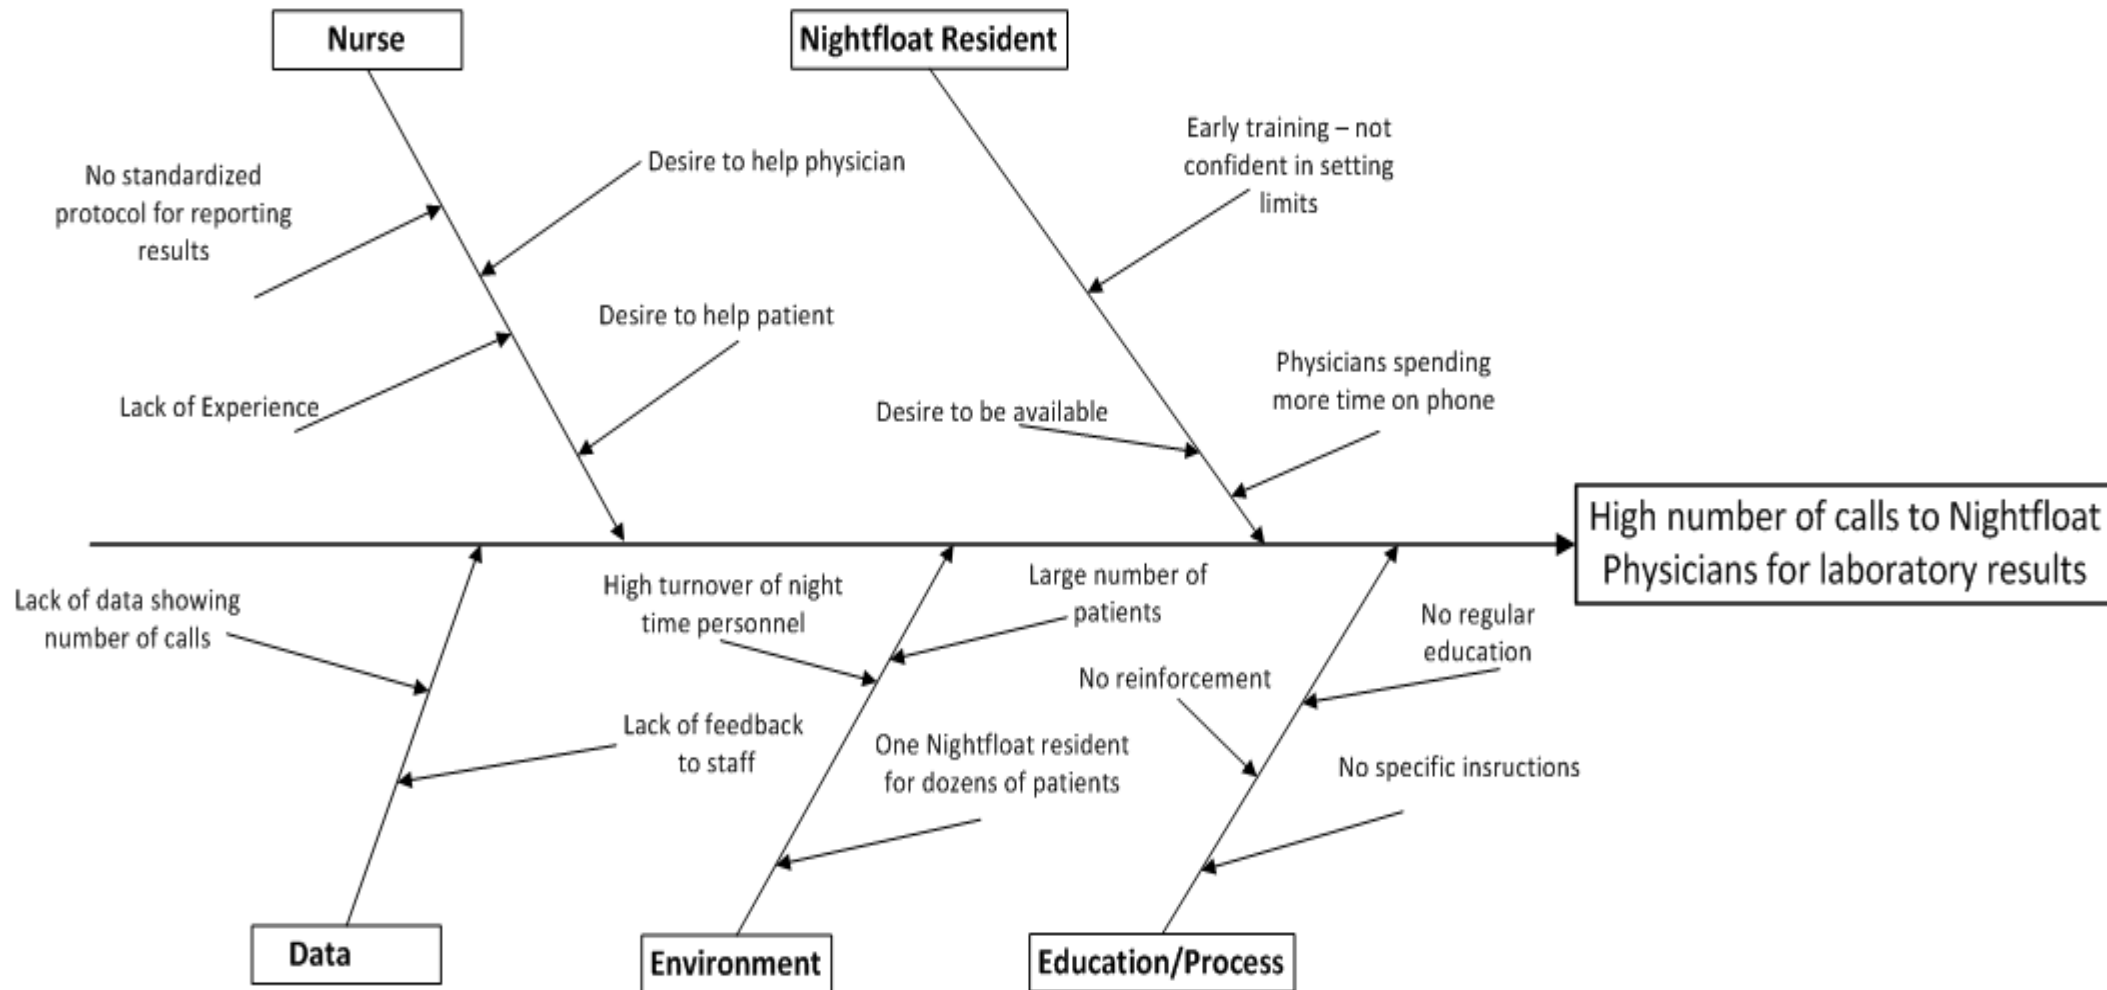 Nurse
Nightfloat Resident
No standardized
protocol for reporting
results
Desire to help physician
Early training – not
confident in setting
limits
Desire to help patient
Lack of Experience
Desire to be available
Physicians spending
more time on phone
High number of calls to Nightfloat
Physicians for laboratory results
Lack of data showing
number of calls
Lack of feedback
to staff
High turnover of night
time personnel
Large number of
patients
One Nightfloat resident
for dozens of patients
No reinforcement
No regular
education
No specific insructions
Data
Environment
Education/Process